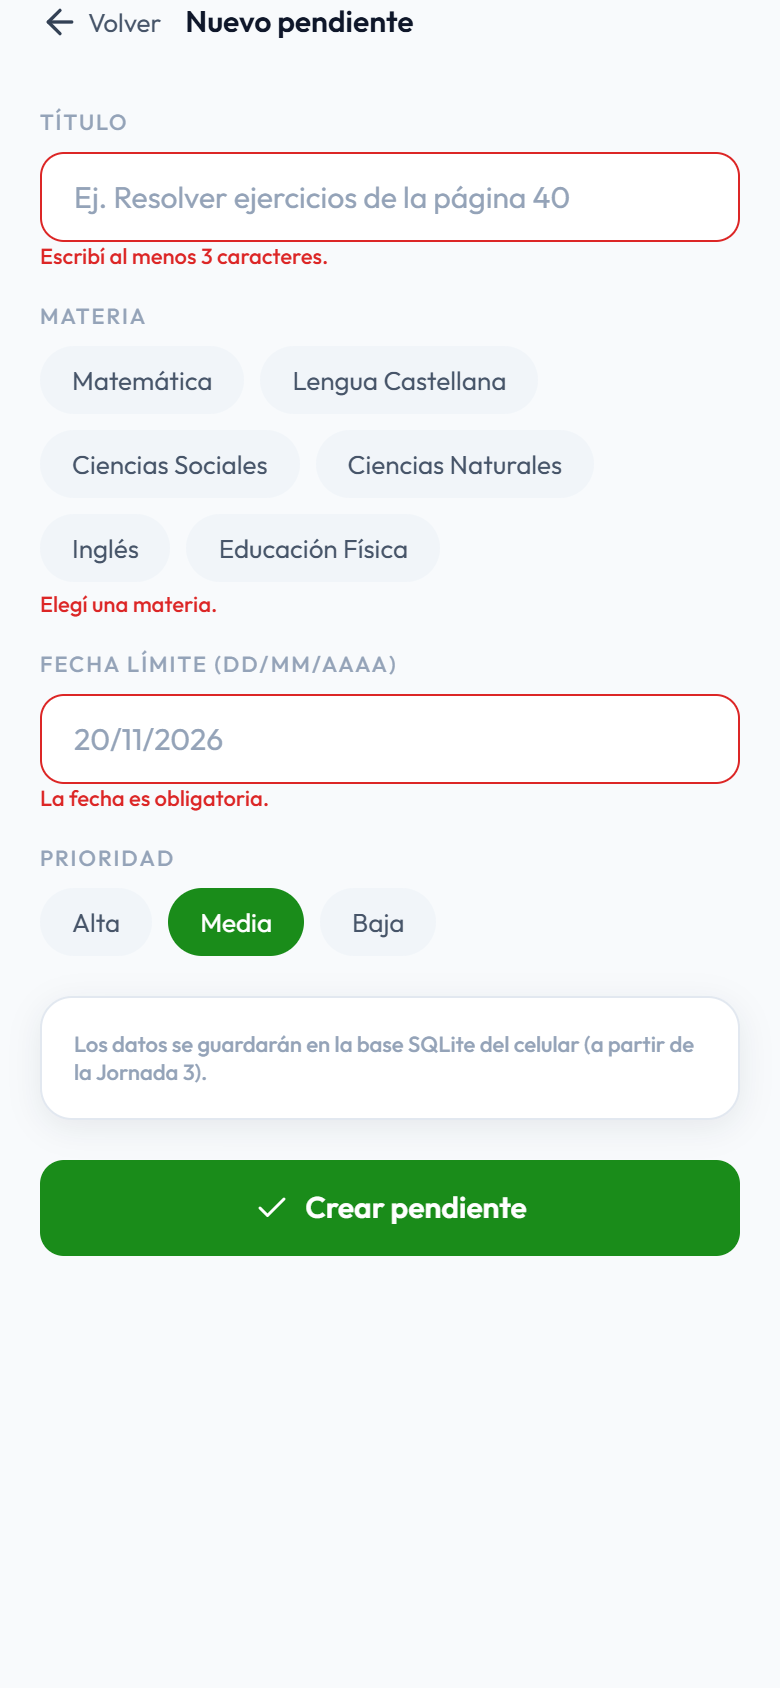 Volver Nuevo pendiente
TÍTULO
Ej. Resolver ejercicios de la página 40
Escribí al menos 3 caracteres.
MATERIA
Matemática Lengua Castellana
Ciencias Sociales Ciencias Naturales
Inglés Educación Física
Elegí una materia.
FECHA LÍMITE (DD/MM/AAAA)
20/11/2026
La fecha es obligatoria.
PRIORIDAD
Alta Media Baja
Los datos se guardarán en la base SQLite del celular (a partir de
la Jornada 3).
Crear pendiente